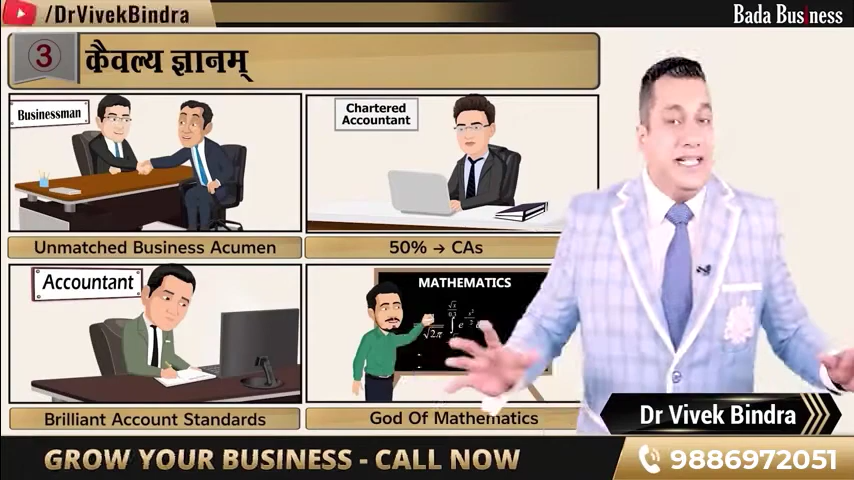 /DrVivekBindra
Bada Business
3
कैवल्य ज्ञानम्
Businessman
Chartered
Accountant
Unmatched Business Acumen
50% → CAs
Accountant
MATHEMATICS
Brilliant Account Standards
God Of Mathematics
Dr Vivek Bindra
GROW YOUR BUSINESS - CALL NOW
9886972051